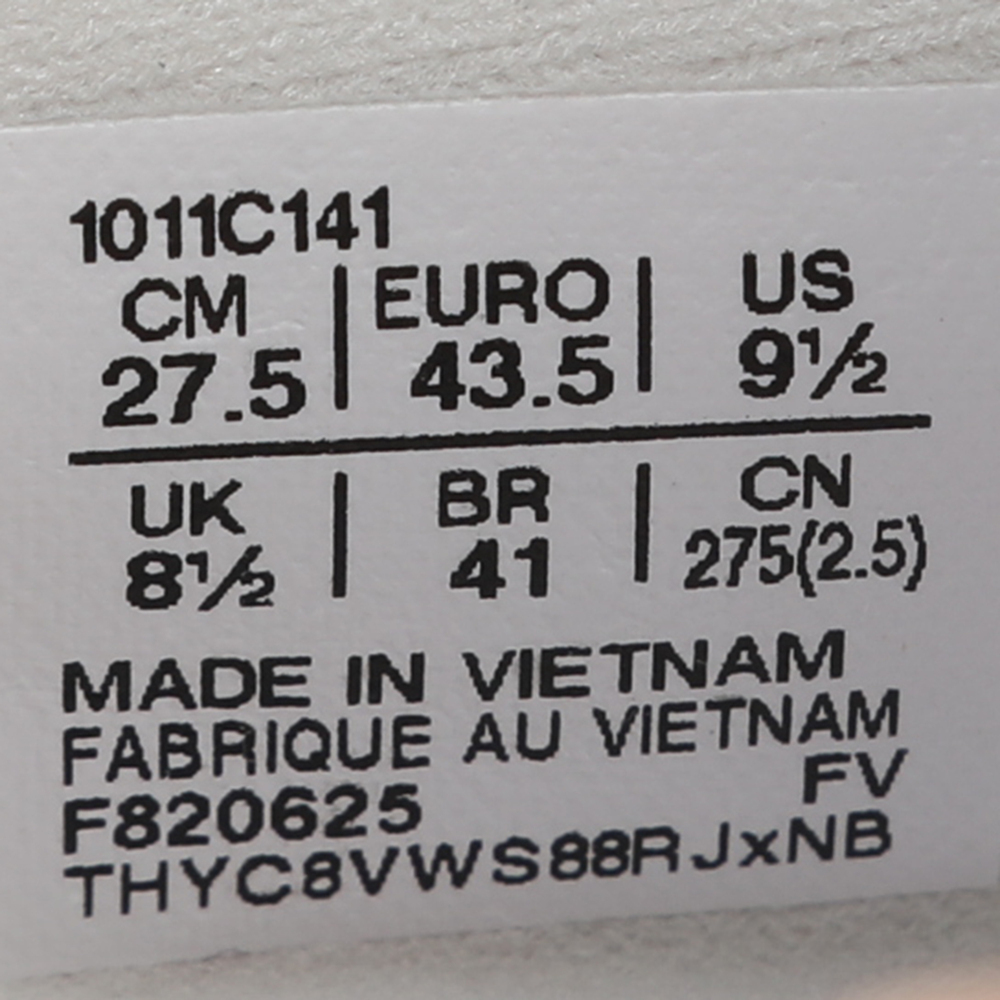 1011C141
CM | EURO | US
27.5 | 43.5 | 9½
UK | BR | CN
8½ | 41 | 275(2.5)
MADE IN VIETNAM
FABRIQUE AU VIETNAM
F820625 FV
THYC8VWS88RJxNB